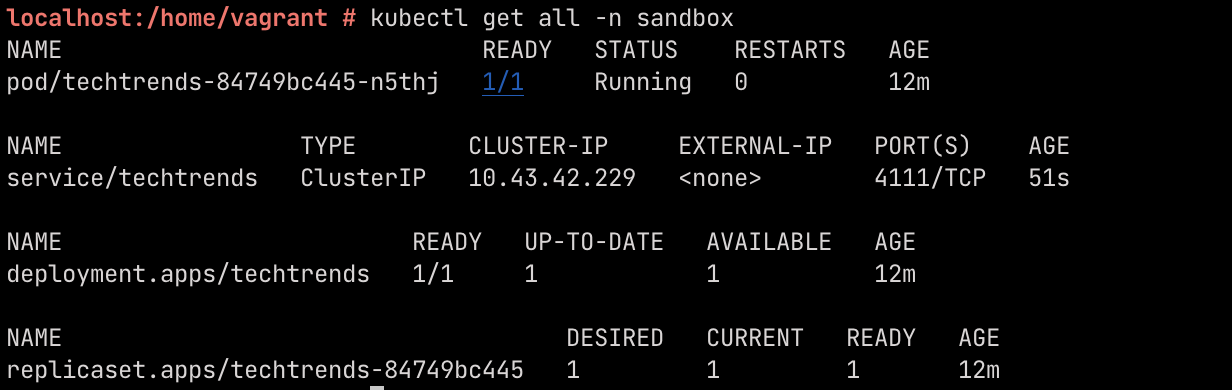 localhost:/home/vagrant # kubectl get all -n sandbox
NAME                              READY   STATUS    RESTARTS   AGE
pod/techtrends-84749bc445-n5thj   1/1     Running   0          12m

NAME                 TYPE        CLUSTER-IP     EXTERNAL-IP   PORT(S)    AGE
service/techtrends   ClusterIP   10.43.42.229   <none>        4111/TCP   51s

NAME                         READY   UP-TO-DATE   AVAILABLE   AGE
deployment.apps/techtrends   1/1     1            1           12m

NAME                                    DESIRED   CURRENT   READY   AGE
replicaset.apps/techtrends-84749bc445   1         1         1       12m